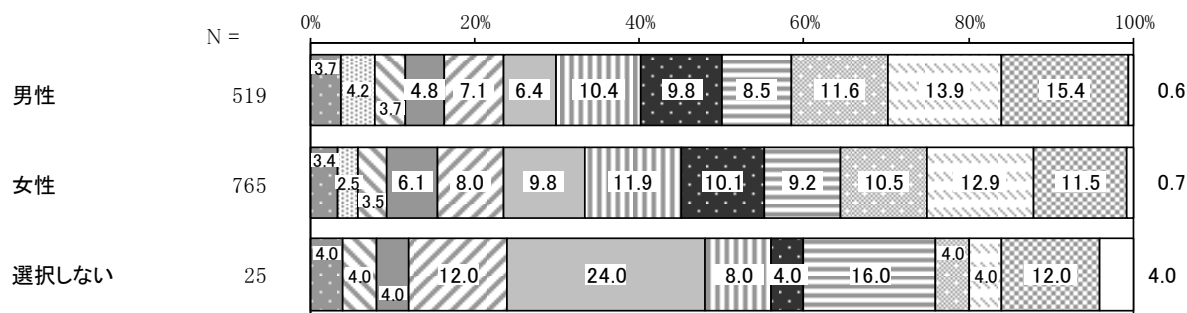 0% 20% 40% 60% 80% 100%
N =
男性 519 3.7 4.2 3.7 4.8 7.1 6.4 10.4 9.8 8.5 11.6 13.9 15.4 0.6
女性 765 3.4 2.5 3.5 6.1 8.0 9.8 11.9 10.1 9.2 10.5 12.9 11.5 0.7
選択しない 25 4.0 4.0 4.0 12.0 24.0 8.0 4.0 16.0 4.0 4.0 12.0 4.0